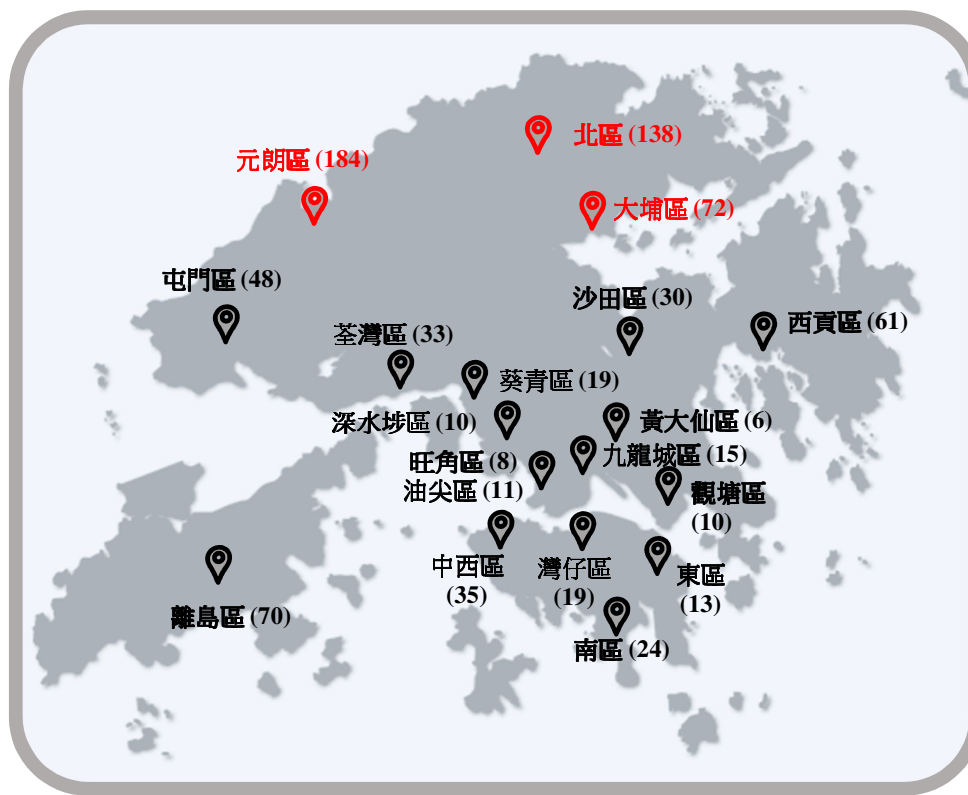 北區 (138)
元朗區 (184)
大埔區 (72)
屯門區 (48)
沙田區 (30)
西貢區 (61)
荃灣區 (33)
葵青區 (19)
深水埗區 (10)
黃大仙區 (6)
旺角區 (8)
九龍城區 (15)
油尖區 (11)
觀塘區
(10)
中西區
(35)
灣仔區
(19)
東區
(13)
離島區 (70)
南區 (24)